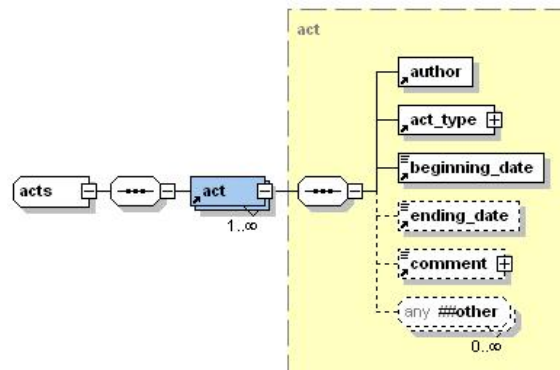 act
author
act_type
beginning_date
acts
act
1..∞
ending_date
comment
any ##other
0..∞